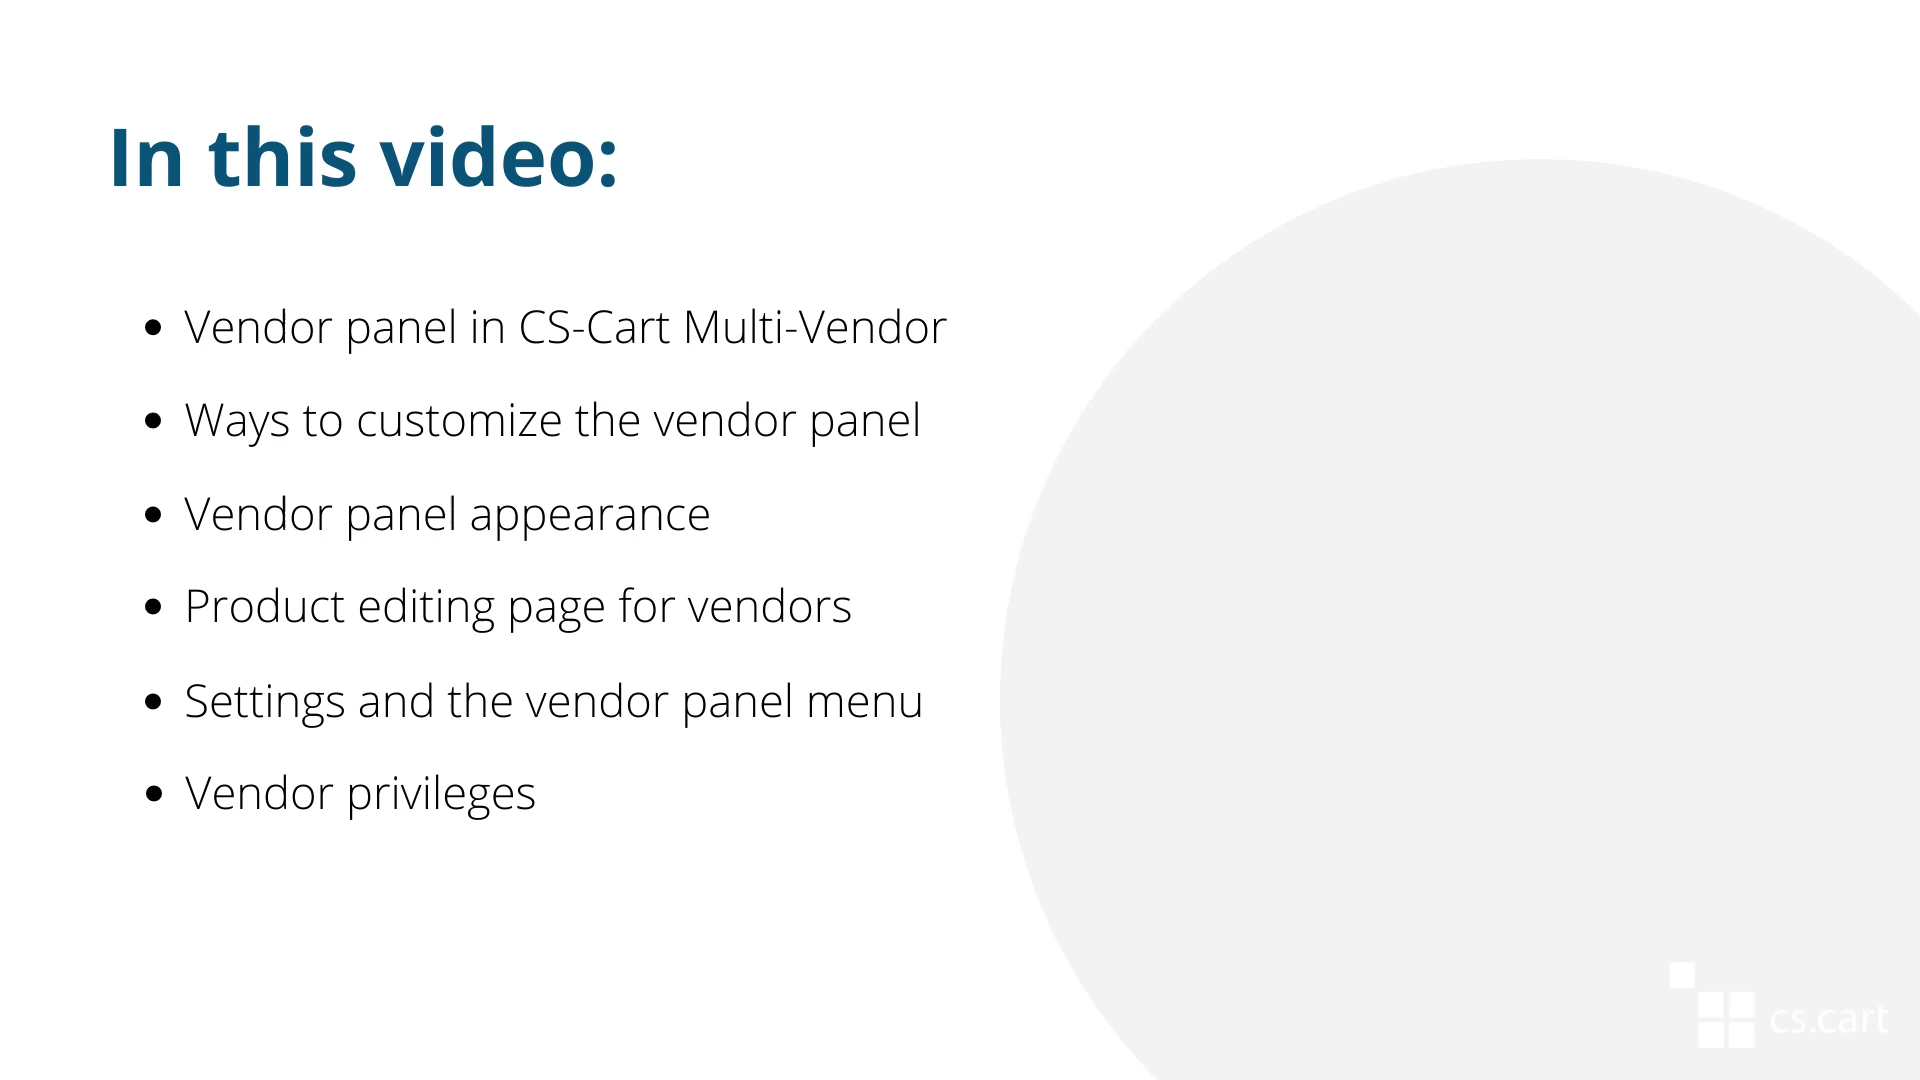 In this video:
• Vendor panel in CS-Cart Multi-Vendor
• Ways to customize the vendor panel
• Vendor panel appearance
• Product editing page for vendors
• Settings and the vendor panel menu
• Vendor privileges
cs.cart